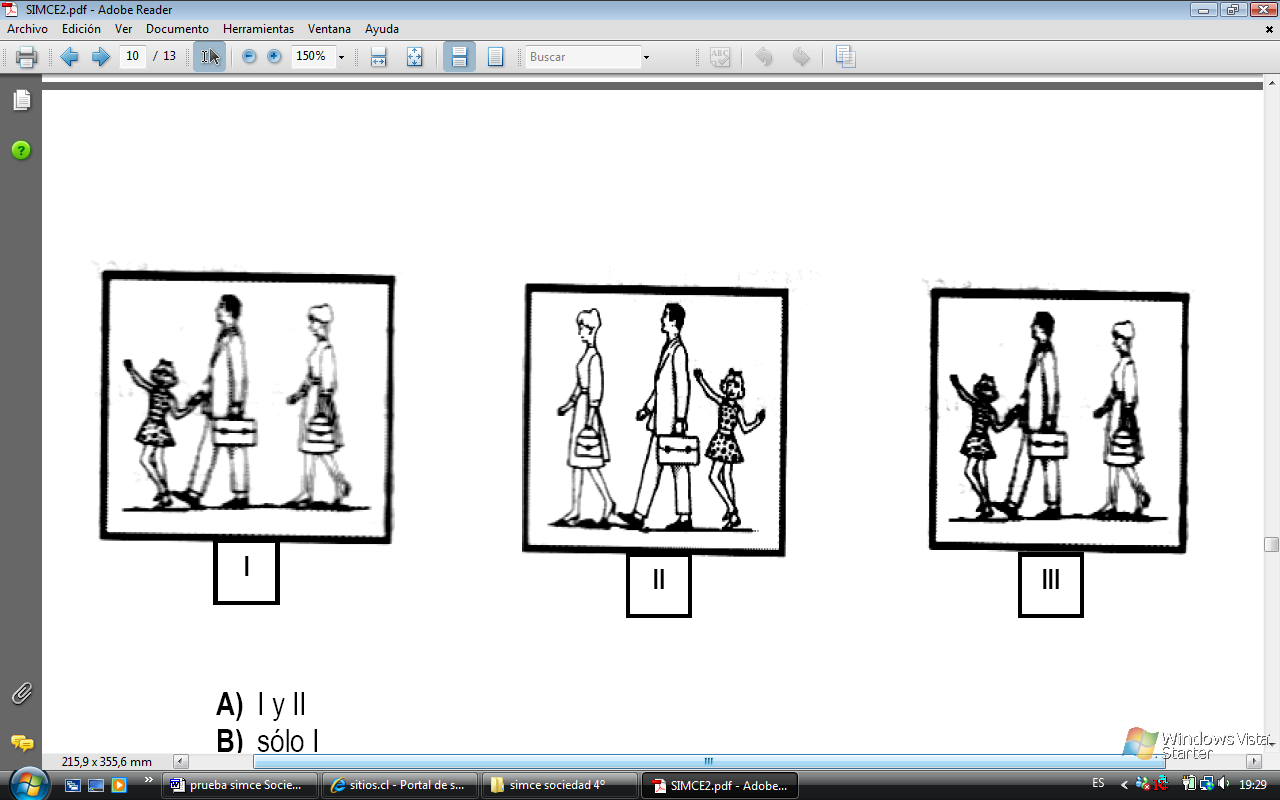 SIMCE2.pdf - Adobe Reader
Archivo Edición Ver Documento Herramientas Ventana Ayuda
10 / 13 150% Buscar
I
II
III
A) I y II
B) sólo I
Windows Vista
Starter
215,9 x 355,6 mm
prueba simce Socie... sitios.cl - Portal de s... simce sociedad 4º SIMCE2.pdf - Adobe... ES 19:29